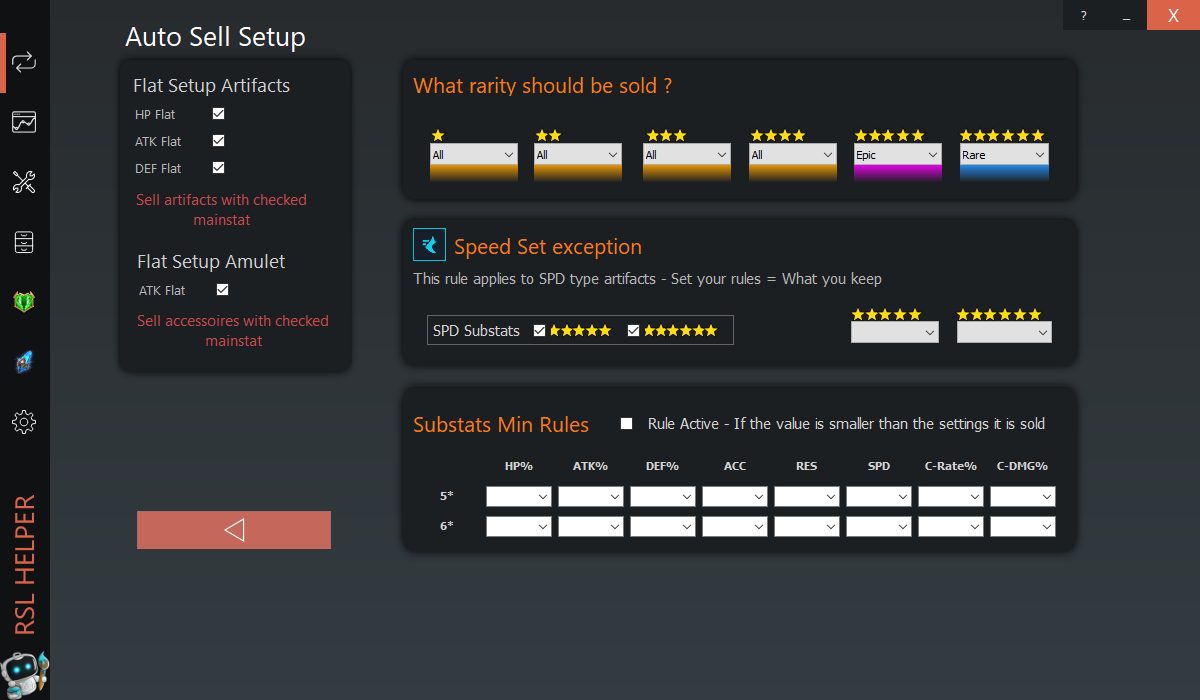 ?
_
X
Auto Sell Setup
Flat Setup Artifacts
HP Flat
ATK Flat
DEF Flat
Sell artifacts with checked
mainstat
Flat Setup Amulet
ATK Flat
Sell accessoires with checked
mainstat
What rarity should be sold ?
All All All All Epic Rare
Speed Set exception
This rule applies to SPD type artifacts - Set your rules = What you keep
SPD Substats
Substats Min Rules
Rule Active - If the value is smaller than the settings it is sold
HP% ATK% DEF% ACC RES SPD C-Rate% C-DMG%
5*
6*
RSL HELPER